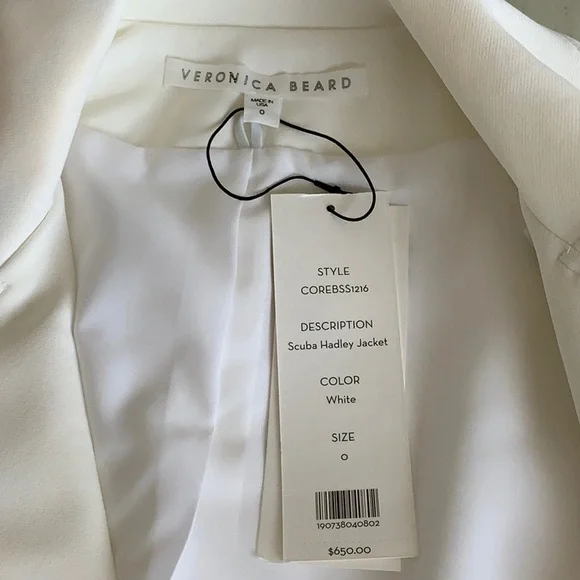 VERONICA BEARD
MADE IN
USA
0
STYLE
COREBSS1216
DESCRIPTION
Scuba Hadley Jacket
COLOR
White
SIZE
0
190738040802
$650.00